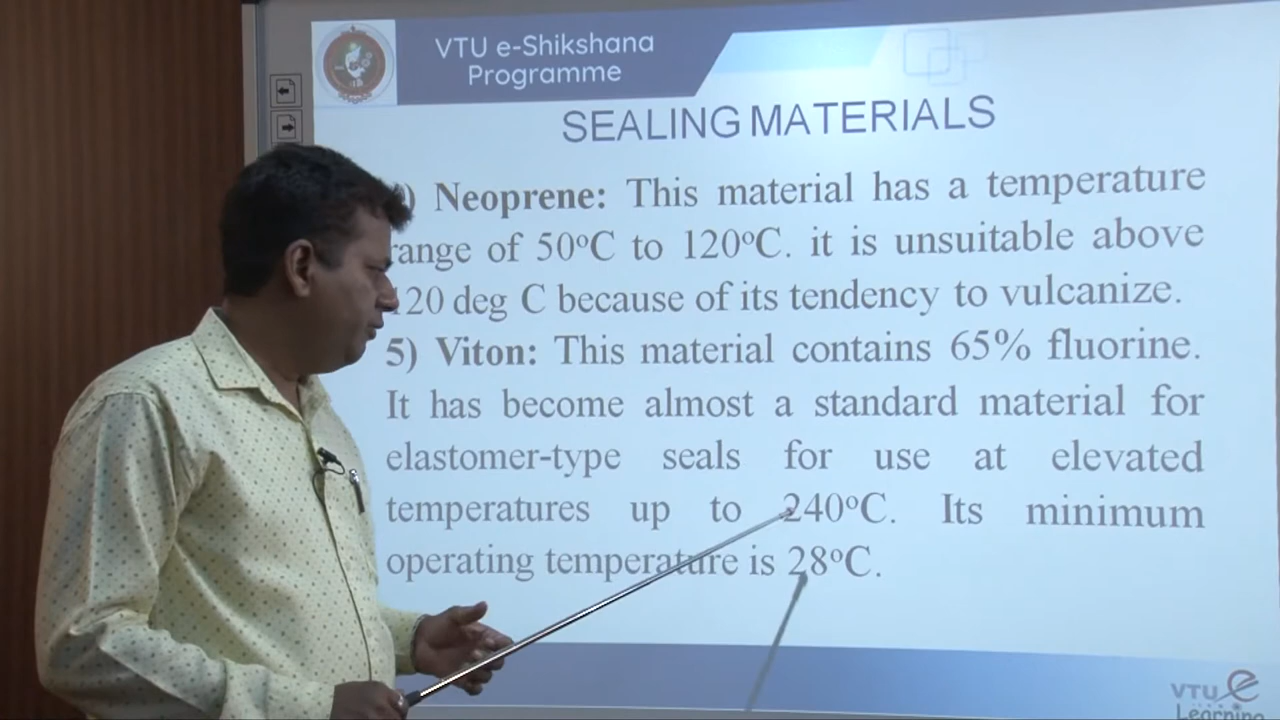 VTU e-Shikshana
Programme
SEALING MATERIALS
) Neoprene: This material has a temperature
range of 50°C to 120°C. it is unsuitable above
120 deg C because of its tendency to vulcanize.
5) Viton: This material contains 65% fluorine.
It has become almost a standard material for
elastomer-type seals for use at elevated
temperatures up to 240°C. Its minimum
operating temperature is 28°C.
VTU e
Learning